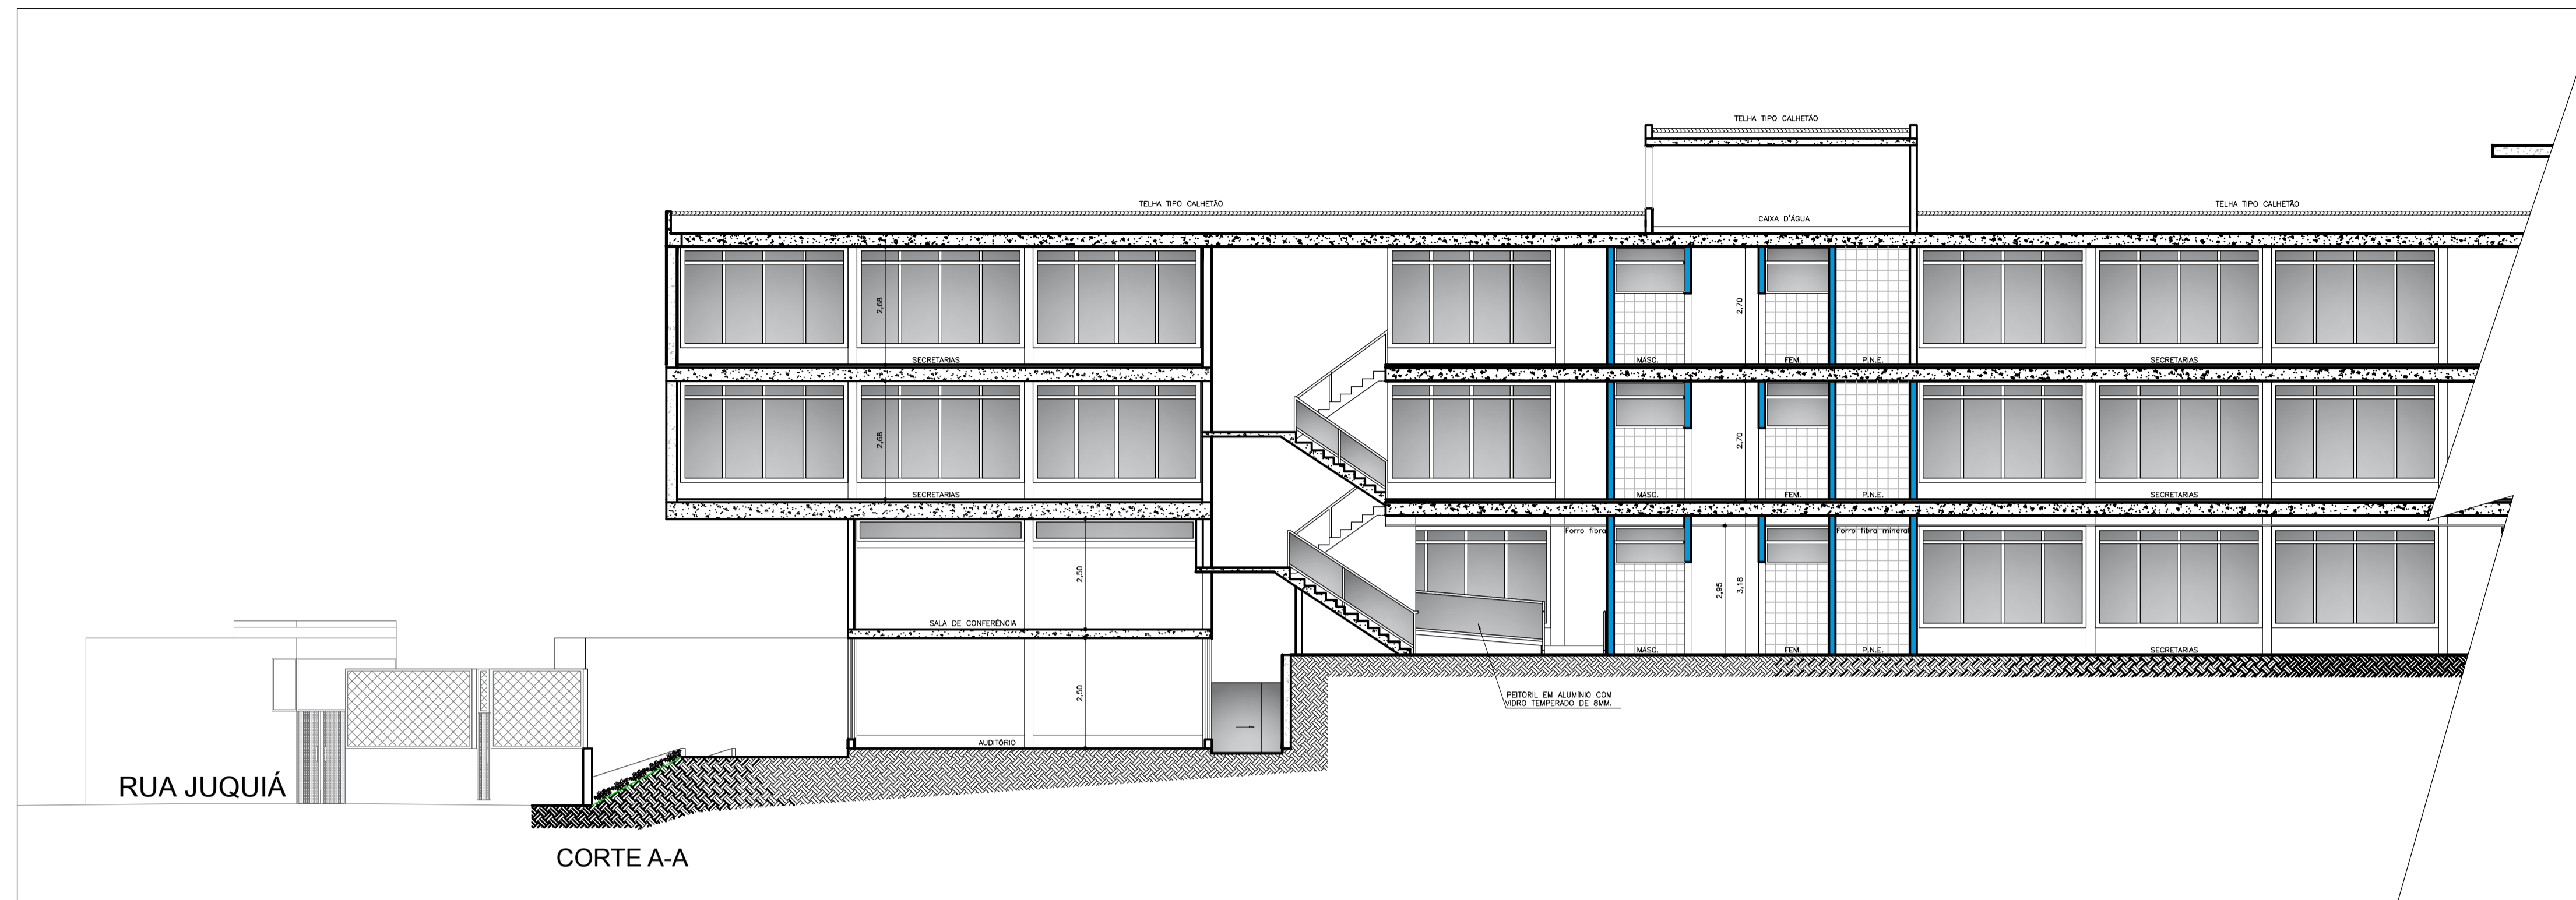 TELHA TIPO CALHETÃO
TELHA TIPO CALHETÃO
TELHA TIPO CALHETÃO
CAIXA D'ÁGUA
2,68
2,70
SECRETARIAS
MASC.
FEM.
P.N.E.
SECRETARIAS
2,68
2,70
SECRETARIAS
MASC.
FEM.
P.N.E.
SECRETARIAS
Forro fibra
Forro fibra mineral
2,50
2,95
3,18
SALA DE CONFERÊNCIA
MASC.
FEM.
P.N.E.
SECRETARIAS
2,50
PEITORIL EM ALUMÍNIO COM
VIDRO TEMPERADO DE 8MM.
AUDITÓRIO
RUA JUQUIÁ
CORTE A-A